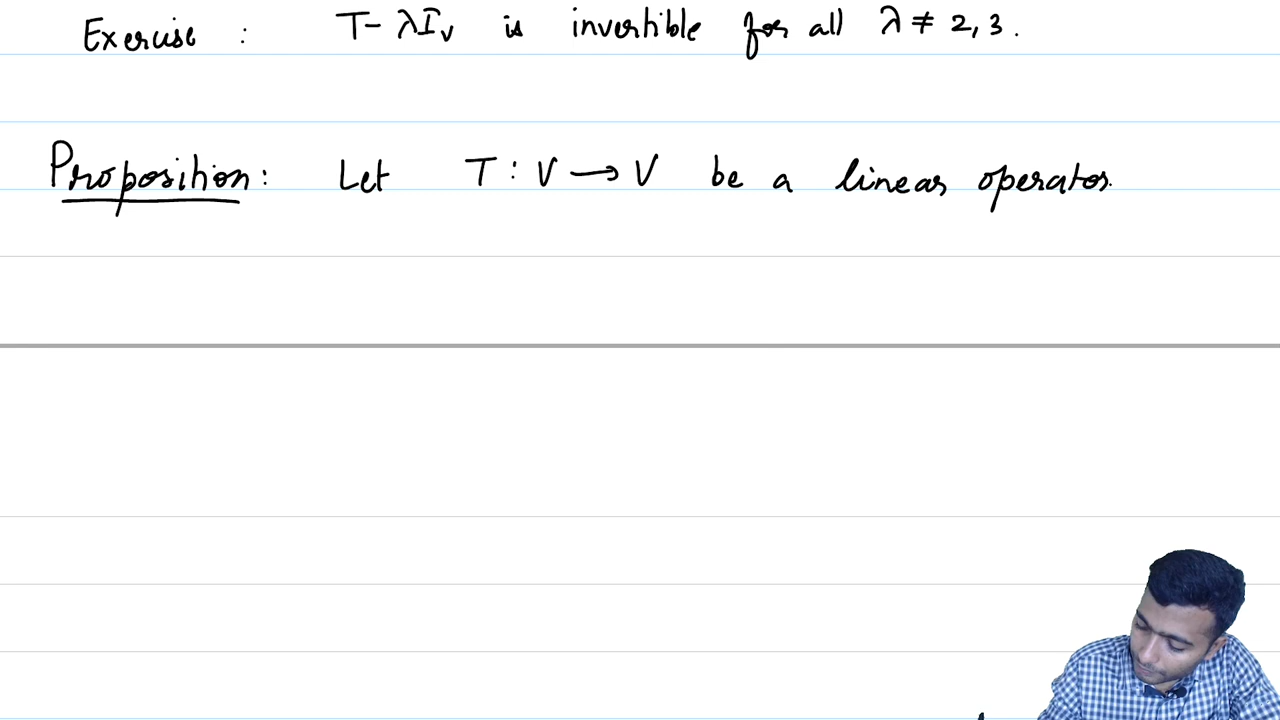 Exercise : T - λI_v is invertible for all λ ≠ 2, 3.
Proposition: Let T : V → V be a linear operator.